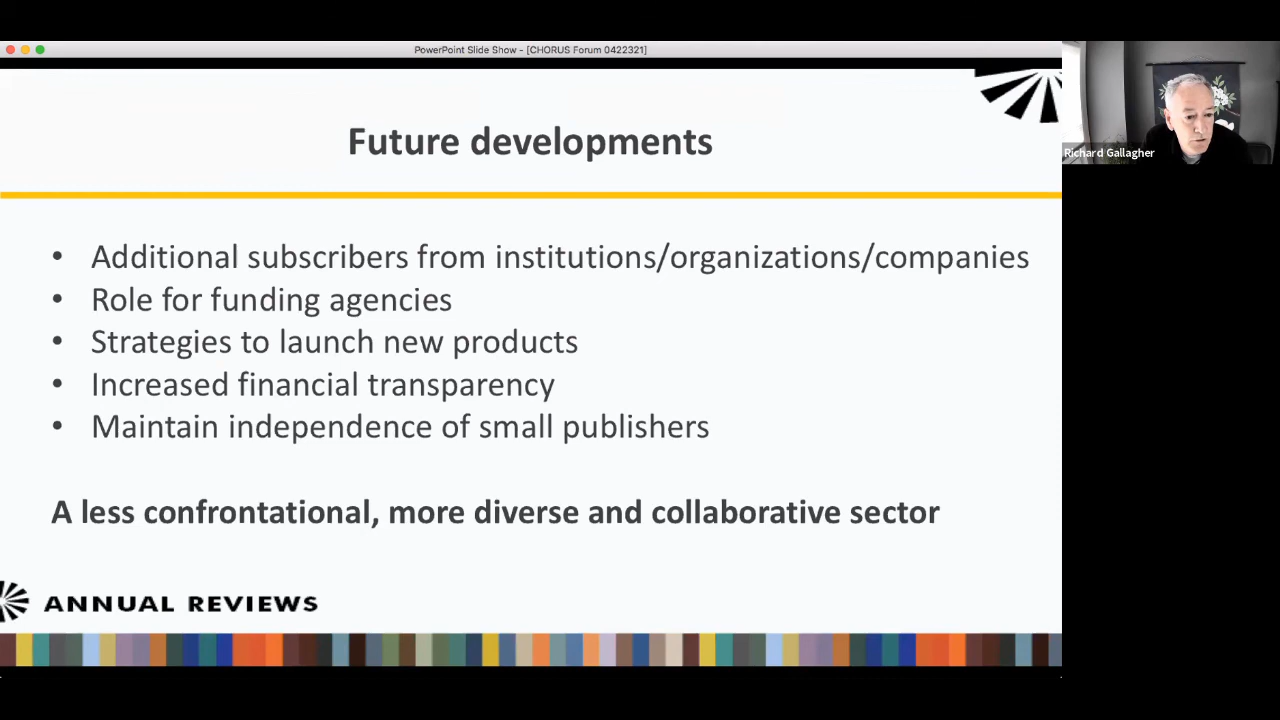 PowerPoint Slide Show - [CHORUS Forum 0422321]
Future developments
Richard Gallagher
• Additional subscribers from institutions/organizations/companies
• Role for funding agencies
• Strategies to launch new products
• Increased financial transparency
• Maintain independence of small publishers
A less confrontational, more diverse and collaborative sector
ANNUAL REVIEWS